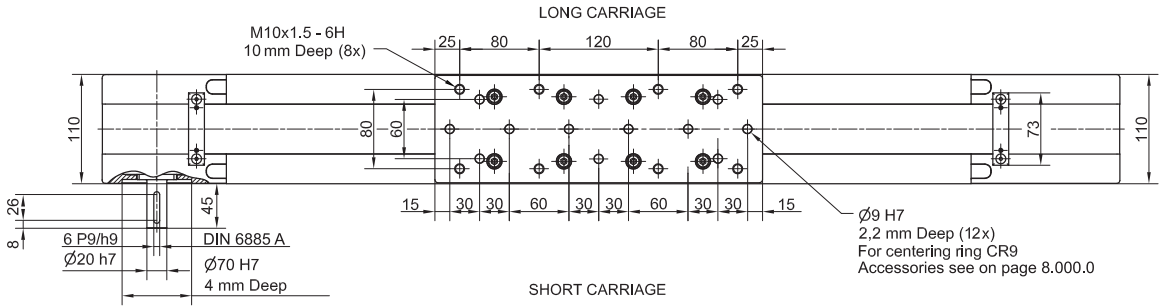 LONG CARRIAGE
M10x1.5 - 6H
10 mm Deep (8x)
25
80
120
80
25
110
80
60
73
110
26
8
45
15
30
30
60
30
30
60
30
30
15
6 P9/h9
DIN 6885 A
Ø20 h7
Ø70 H7
4 mm Deep
Ø9 H7
2,2 mm Deep (12x)
For centering ring CR9
Accessories see on page 8.000.0
SHORT CARRIAGE